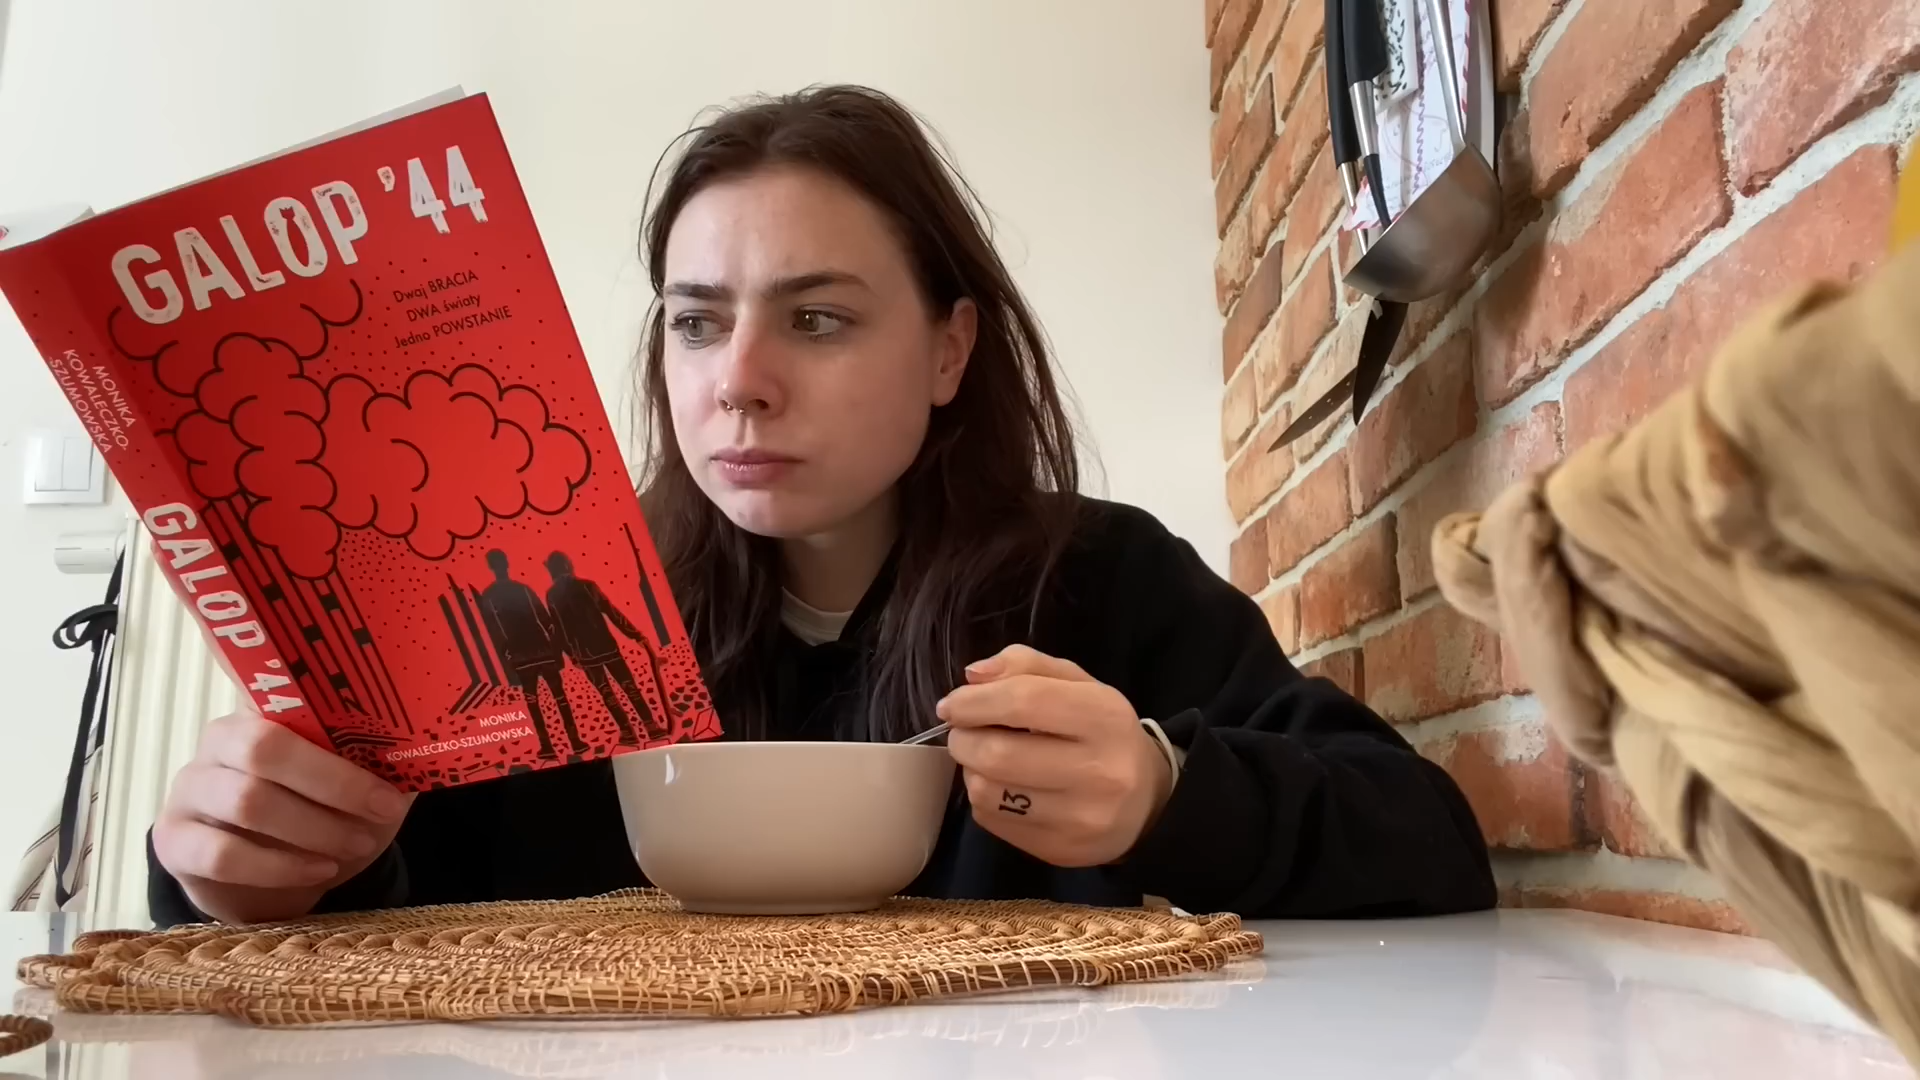 GALOP '44
Dwaj BRACIA
DWA światy
Jedno POWSTANIE
MONIKA
KOWALECZKO-SZUMOWSKA
MONIKA
KOWALECZKO-
SZUMOWSKA
GALOP '44
13